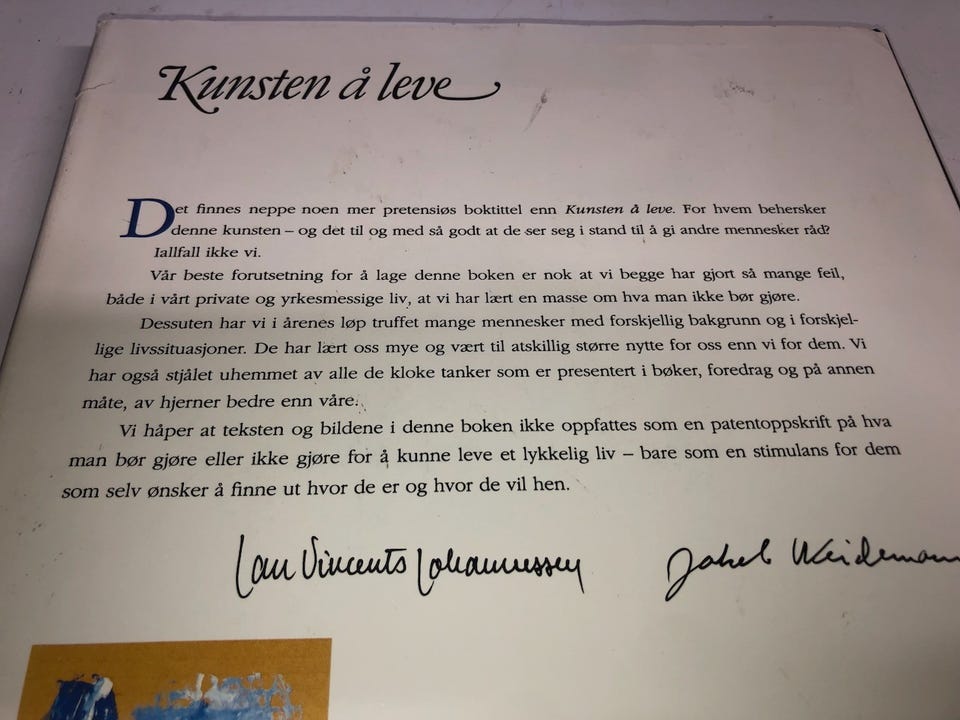 Kunsten å leve
Det finnes neppe noen mer pretensiøs boktittel enn Kunsten å leve. For hvem behersker
denne kunsten – og det til og med så godt at de ser seg i stand til å gi andre mennesker råd?
Iallfall ikke vi.
Vår beste forutsetning for å lage denne boken er nok at vi begge har gjort så mange feil,
både i vårt private og yrkesmessige liv, at vi har lært en masse om hva man ikke bør gjøre.
Dessuten har vi i årenes løp truffet mange mennesker med forskjellig bakgrunn og i forskjel-
lige livssituasjoner. De har lært oss mye og vært til atskillig større nytte for oss enn vi for dem. Vi
har også stjålet uhemmet av alle de kloke tanker som er presentert i bøker, foredrag og på annen
måte, av hjerner bedre enn våre.
Vi håper at teksten og bildene i denne boken ikke oppfattes som en patentoppskrift på hva
man bør gjøre eller ikke gjøre for å kunne leve et lykkelig liv – bare som en stimulans for dem
som selv ønsker å finne ut hvor de er og hvor de vil hen.
Jan Vincents Johannessen Jakob Weidemann